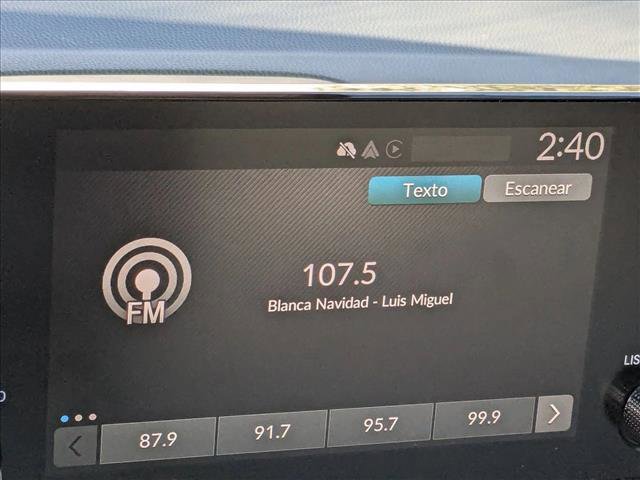 2:40
Texto
Escanear
FM
107.5
Blanca Navidad - Luis Miguel
LIS
87.9
91.7
95.7
99.9